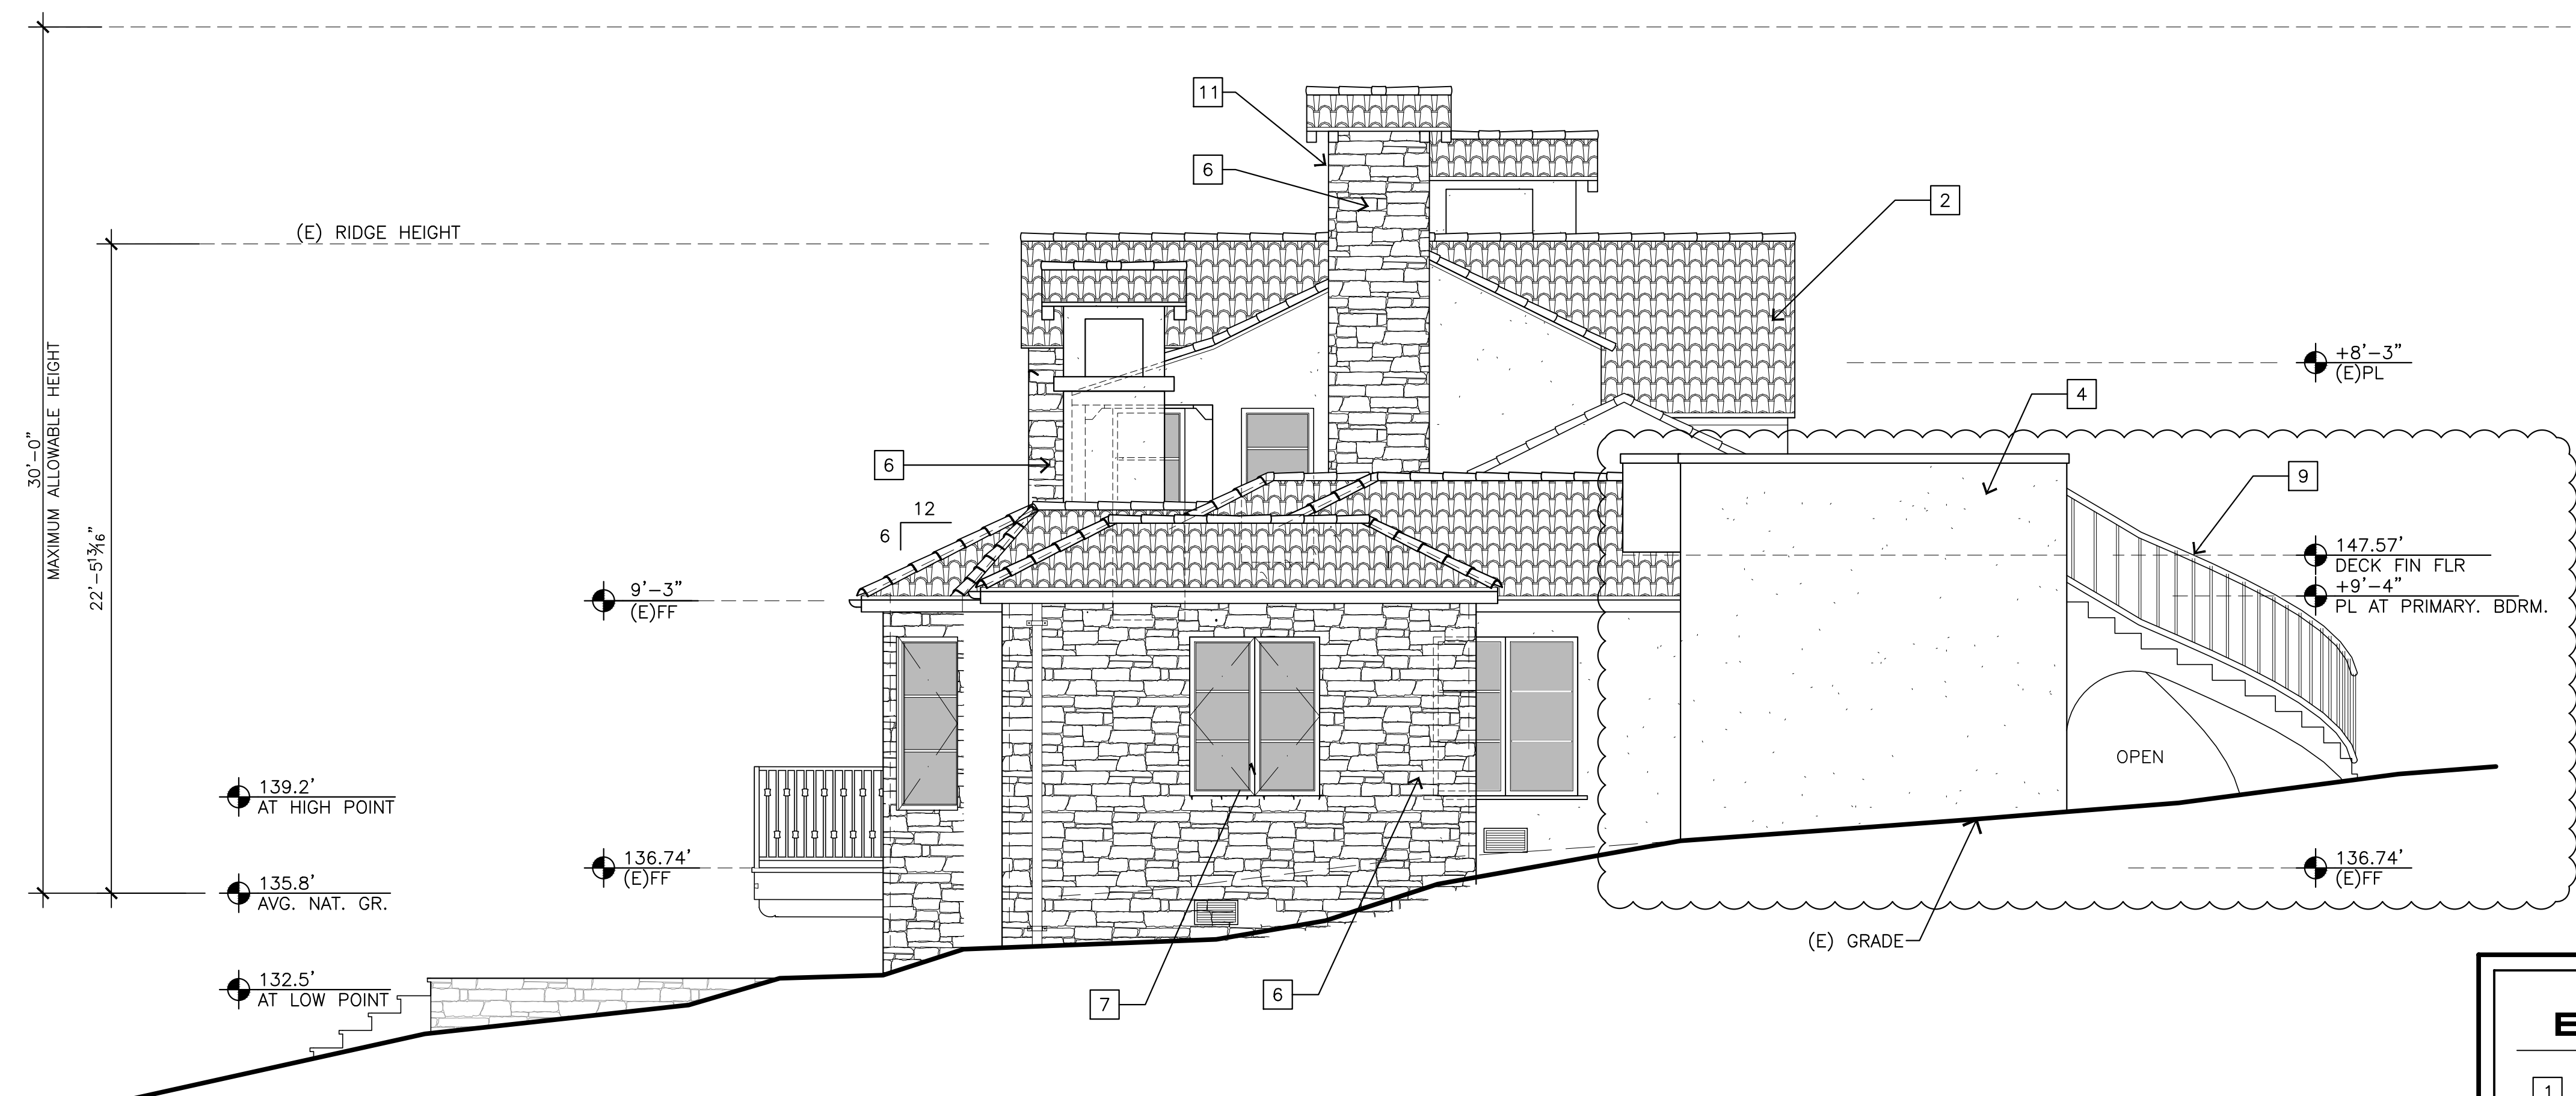 11
6
2
(E) RIDGE HEIGHT
30'-0"
MAXIMUM ALLOWABLE HEIGHT
22'-5 13/16"
+8'-3"
(E)PL
4
6
9
12
6
147.57'
DECK FIN FLR
9'-3"
(E)FF
+9'-4"
PL AT PRIMARY. BDRM.
OPEN
139.2'
AT HIGH POINT
136.74'
(E)FF
136.74'
(E)FF
135.8'
AVG. NAT. GR.
(E) GRADE
132.5'
AT LOW POINT
7
6
1